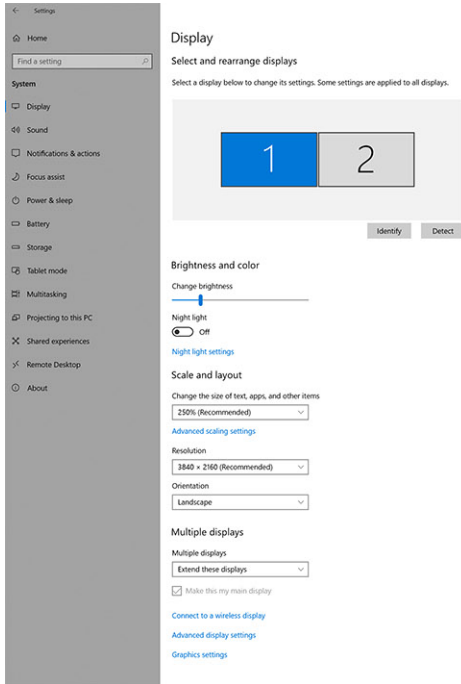 Settings
Home
Find a setting
System
Display
Sound
Notifications & actions
Focus assist
Power & sleep
Battery
Storage
Tablet mode
Multitasking
Projecting to this PC
Shared experiences
Remote Desktop
About
Display
Select and rearrange displays
Select a display below to change its settings. Some settings are applied to all displays.
1 2
Identify Detect
Brightness and color
Change brightness
Night light
Off
Night light settings
Scale and layout
Change the size of text, apps, and other items
250% (Recommended)
Advanced scaling settings
Resolution
3840 × 2160 (Recommended)
Orientation
Landscape
Multiple displays
Multiple displays
Extend these displays
Make this my main display
Connect to a wireless display
Advanced display settings
Graphics settings